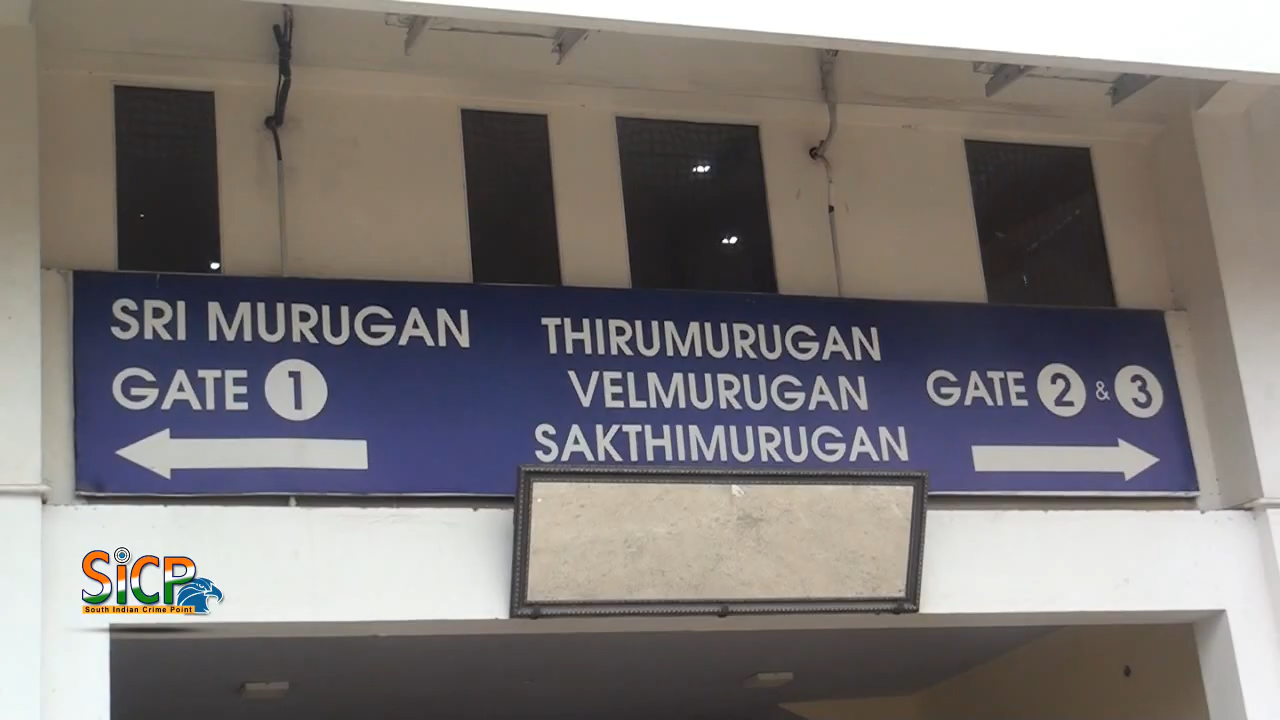 SRI MURUGAN
GATE 1
THIRUMURUGAN
VELMURUGAN
SAKTHIMURUGAN
GATE 2 & 3
SiCP
South Indian Crime Point